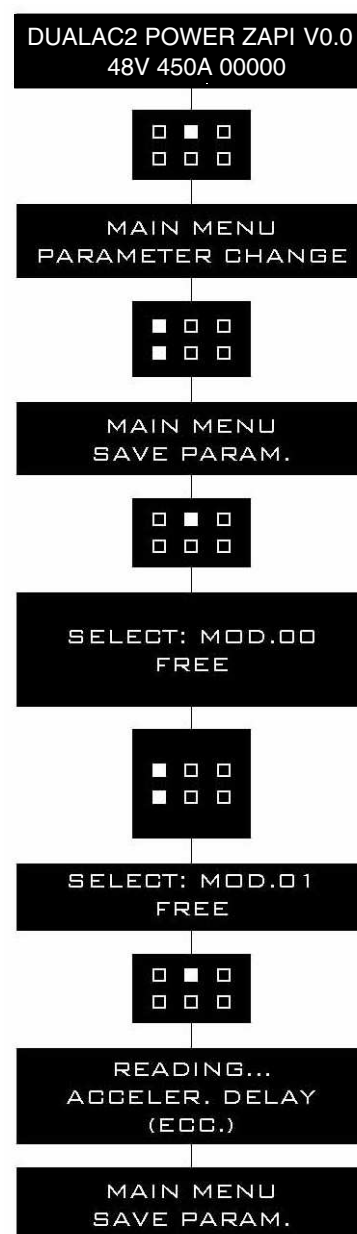 DUALAC2 POWER ZAPI V0.0
48V 450A 00000
MAIN MENU
PARAMETER CHANGE
MAIN MENU
SAVE PARAM.
SELECT: MOD.00
FREE
SELECT: MOD.01
FREE
READING...
ACCELER. DELAY
(ECC.)
MAIN MENU
SAVE PARAM.